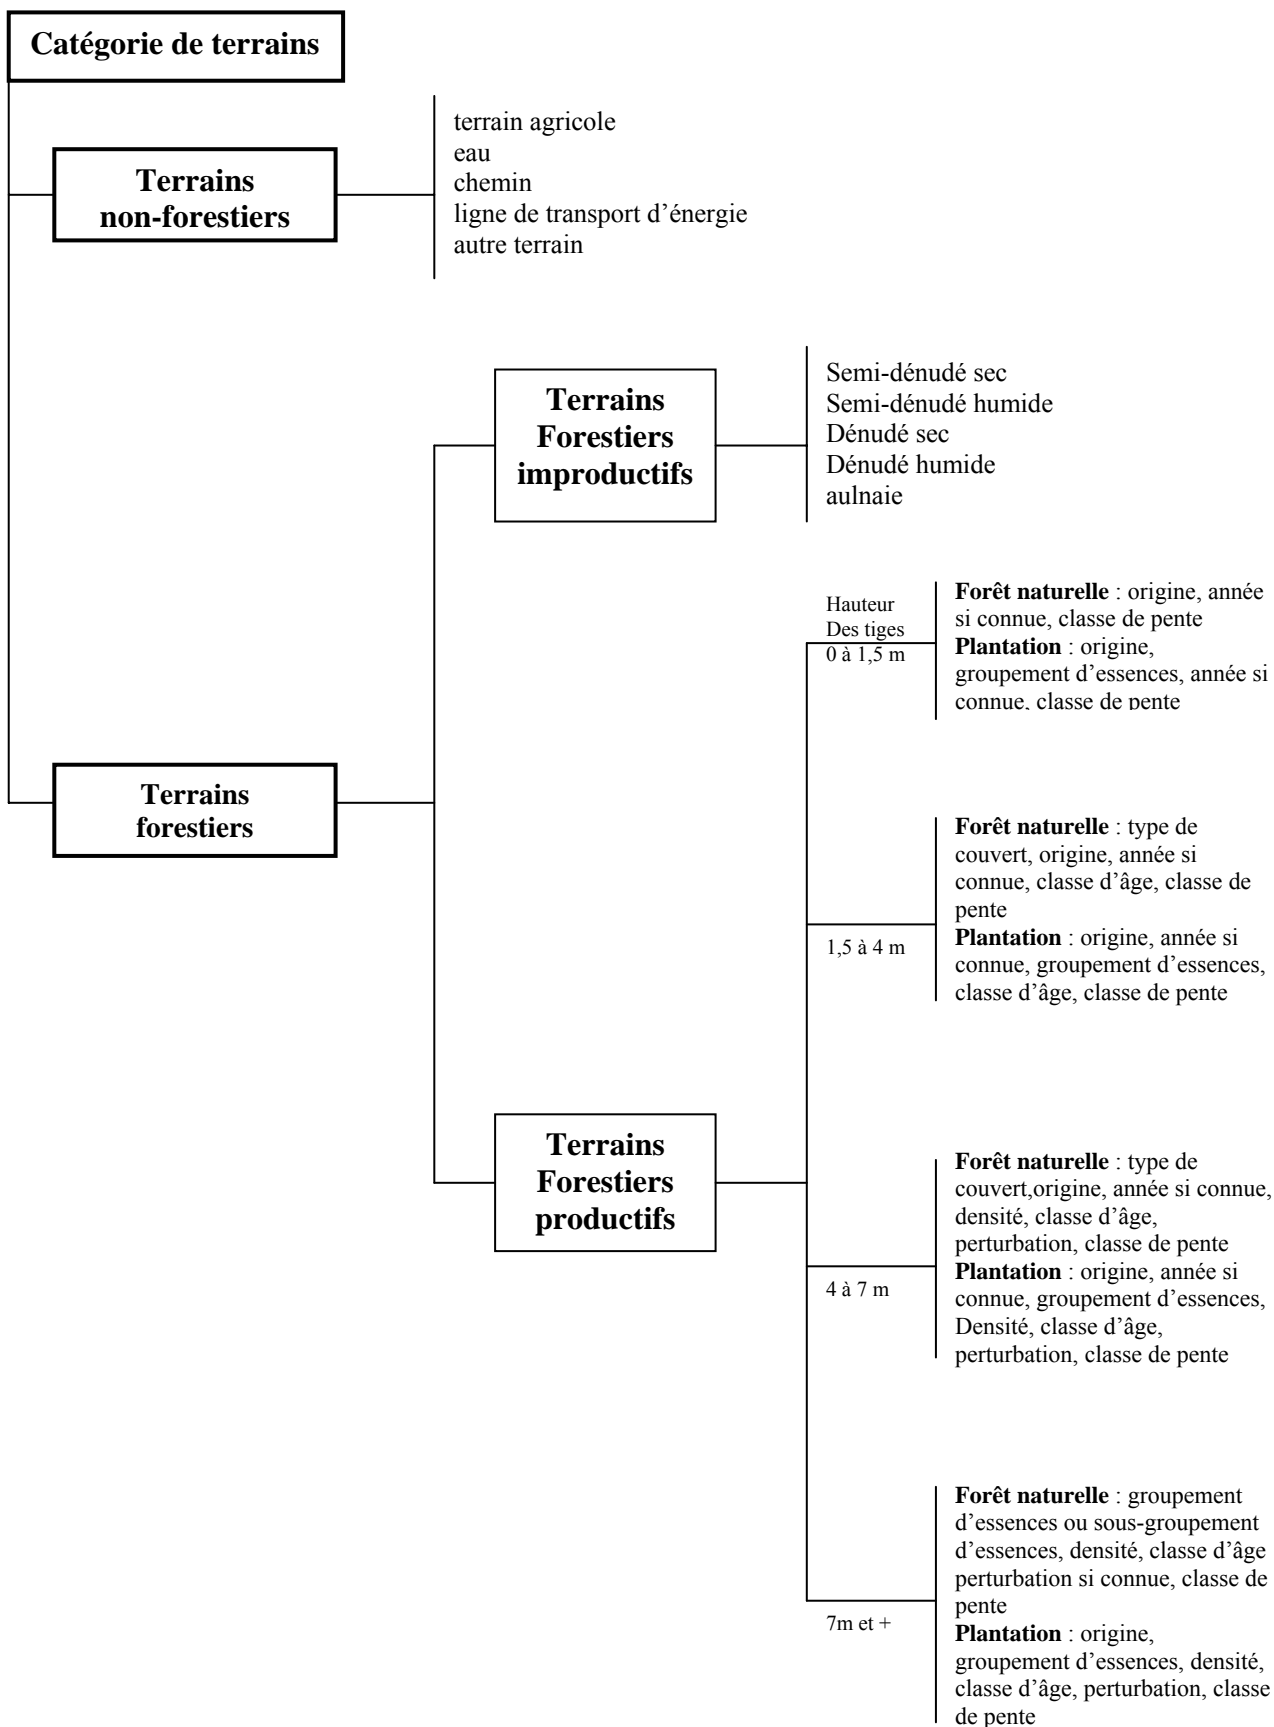 Catégorie de terrains
Terrains
non-forestiers
terrain agricole
eau
chemin
ligne de transport d’énergie
autre terrain
Terrains
Forestiers
improductifs
Semi-dénudé sec
Semi-dénudé humide
Dénudé sec
Dénudé humide
aulnaie
Terrains
forestiers
Terrains
Forestiers
productifs
Hauteur
Des tiges
0 à 1,5 m
Forêt naturelle : origine, année
si connue, classe de pente
Plantation : origine,
groupement d’essences, année si
connue, classe de pente
1,5 à 4 m
Forêt naturelle : type de
couvert, origine, année si
connue, classe d’âge, classe de
pente
Plantation : origine, année si
connue, groupement d’essences,
classe d’âge, classe de pente
4 à 7 m
Forêt naturelle : type de
couvert,origine, année si connue,
densité, classe d’âge,
perturbation, classe de pente
Plantation : origine, année si
connue, groupement d’essences,
Densité, classe d’âge,
perturbation, classe de pente
7m et +
Forêt naturelle : groupement
d’essences ou sous-groupement
d’essences, densité, classe d’âge
perturbation si connue, classe de
pente
Plantation : origine,
groupement d’essences, densité,
classe d’âge, perturbation, classe
de pente